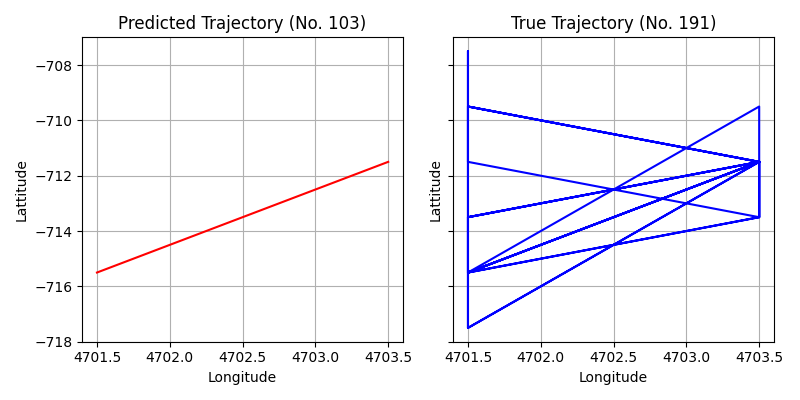 Predicted Trajectory (No. 103)
True Trajectory (No. 191)
−708
−710
−712
−714
−716
−718
Lattitude
Lattitude
4701.5 4702.0 4702.5 4703.0 4703.5
4701.5 4702.0 4702.5 4703.0 4703.5
Longitude
Longitude